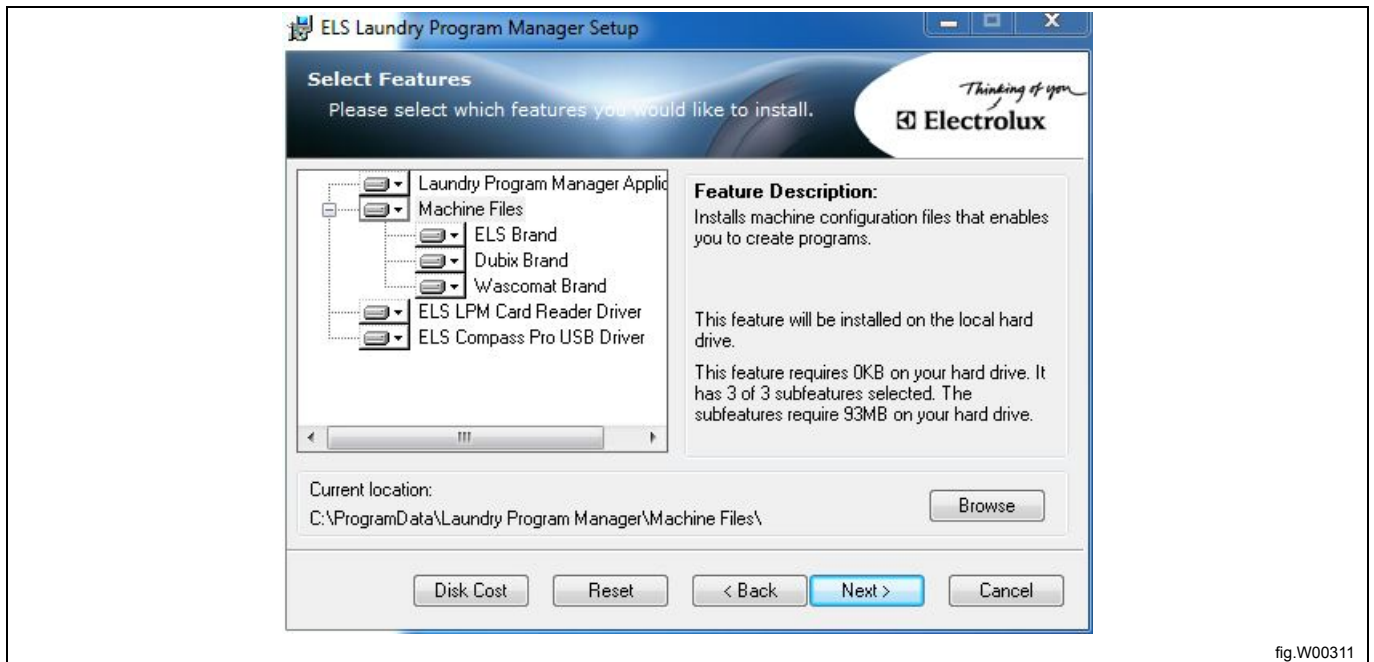 ELS Laundry Program Manager Setup
Select Features
Please select which features you would like to install.
Thinking of you
Electrolux
Laundry Program Manager Applic
Machine Files
ELS Brand
Dubix Brand
Wascomat Brand
ELS LPM Card Reader Driver
ELS Compass Pro USB Driver
Feature Description:
Installs machine configuration files that enables
you to create programs.
This feature will be installed on the local hard
drive.
This feature requires 0KB on your hard drive. It
has 3 of 3 subfeatures selected. The
subfeatures require 93MB on your hard drive.
Current location:
C:\ProgramData\Laundry Program Manager\Machine Files\
Browse
Disk Cost
Reset
< Back
Next >
Cancel
fig.W00311